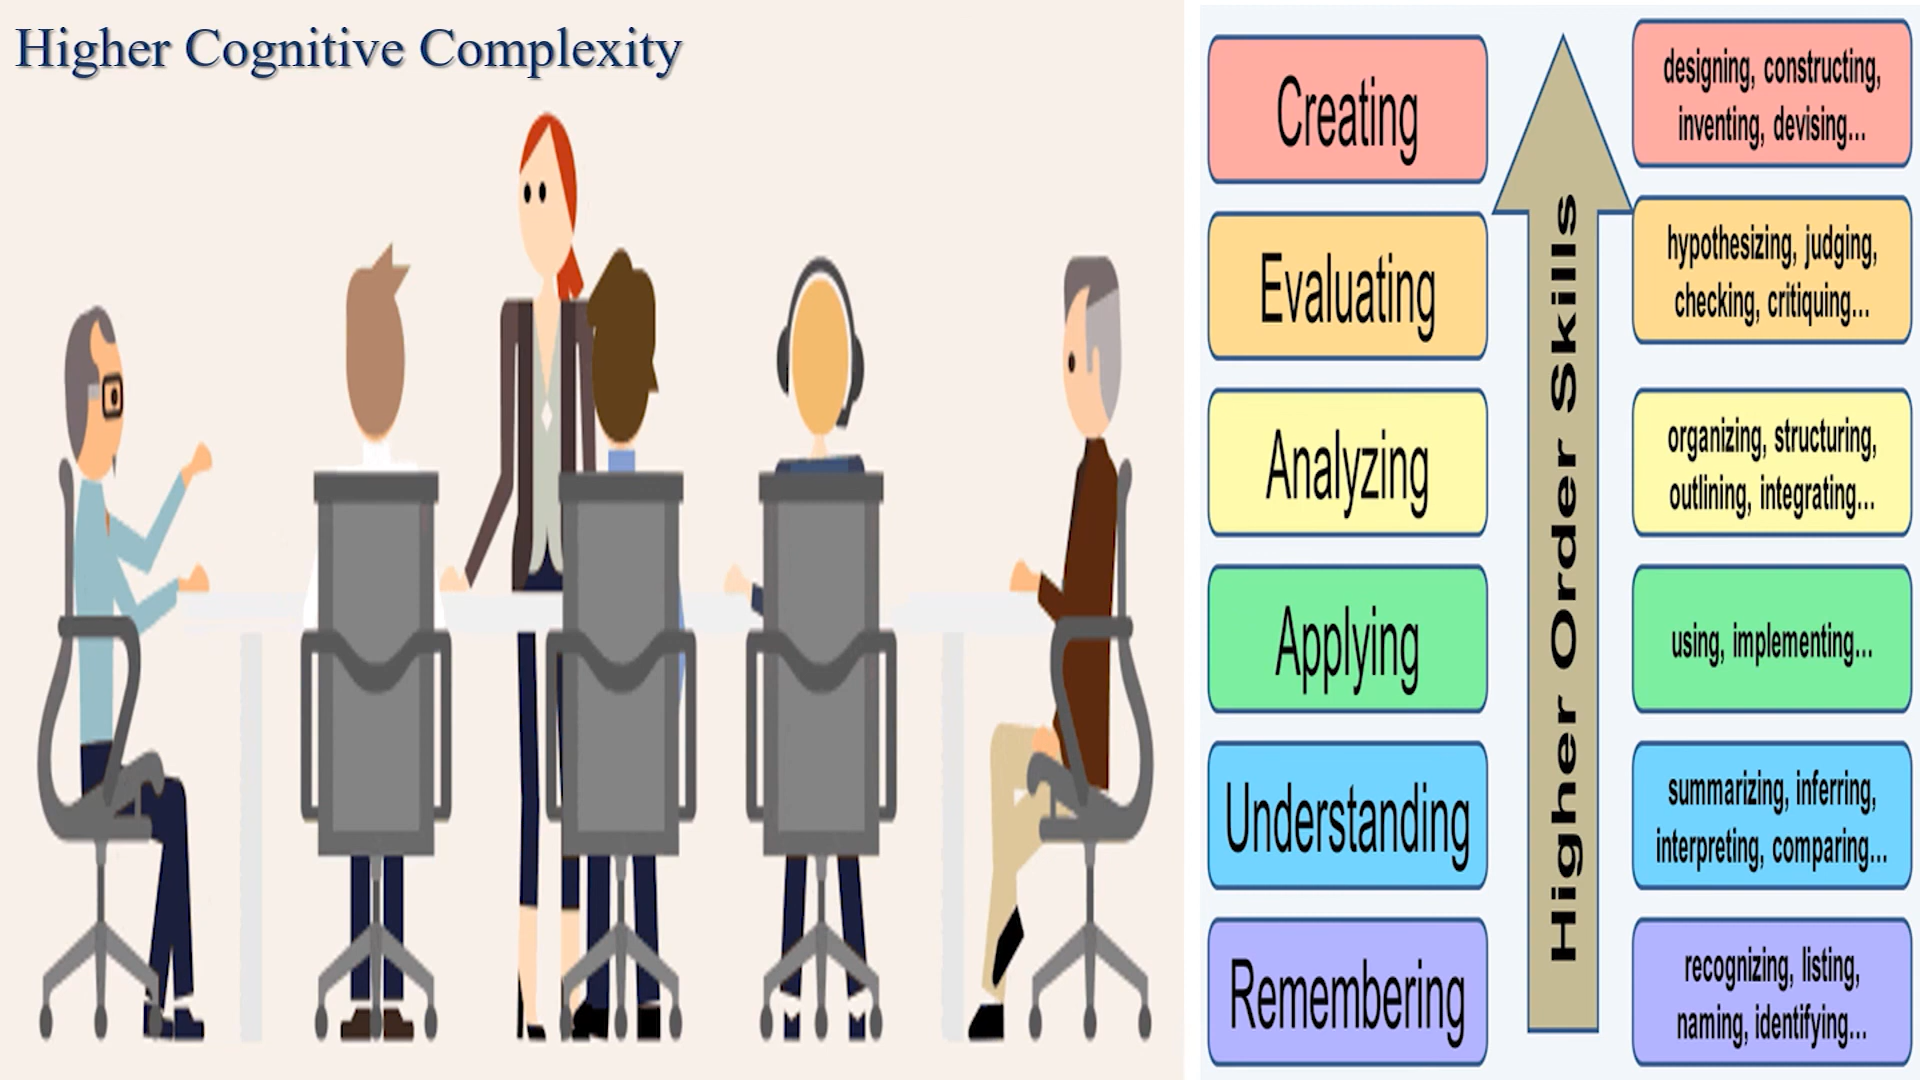 Higher Cognitive Complexity
Creating
designing, constructing,
inventing, devising...
Evaluating
hypothesizing, judging,
checking, critiquing...
Analyzing
organizing, structuring,
outlining, integrating...
Applying
using, implementing...
Understanding
summarizing, inferring,
interpreting, comparing...
Remembering
recognizing, listing,
naming, identifying...
Higher Order Skills